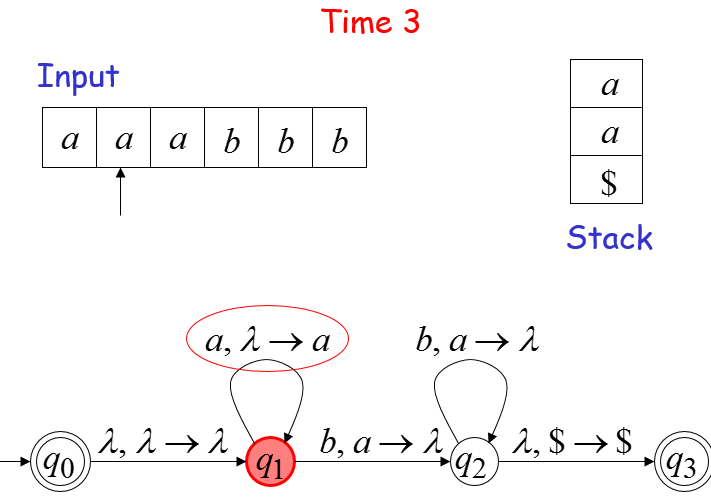 Time 3
Input
a a a b b b
a
a
$
Stack
a, λ → a
b, a → λ
q0 λ, λ → λ q1 b, a → λ q2 λ, $ → $ q3